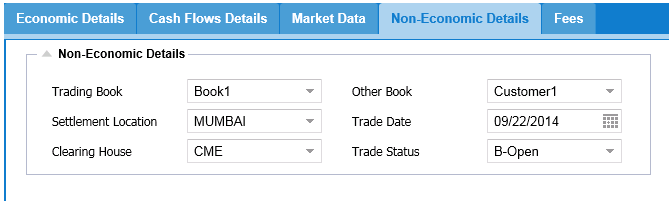 Economic Details Cash Flows Details Market Data Non-Economic Details Fees
Non-Economic Details
Trading Book Book1 Other Book Customer1
Settlement Location MUMBAI Trade Date 09/22/2014
Clearing House CME Trade Status B-Open